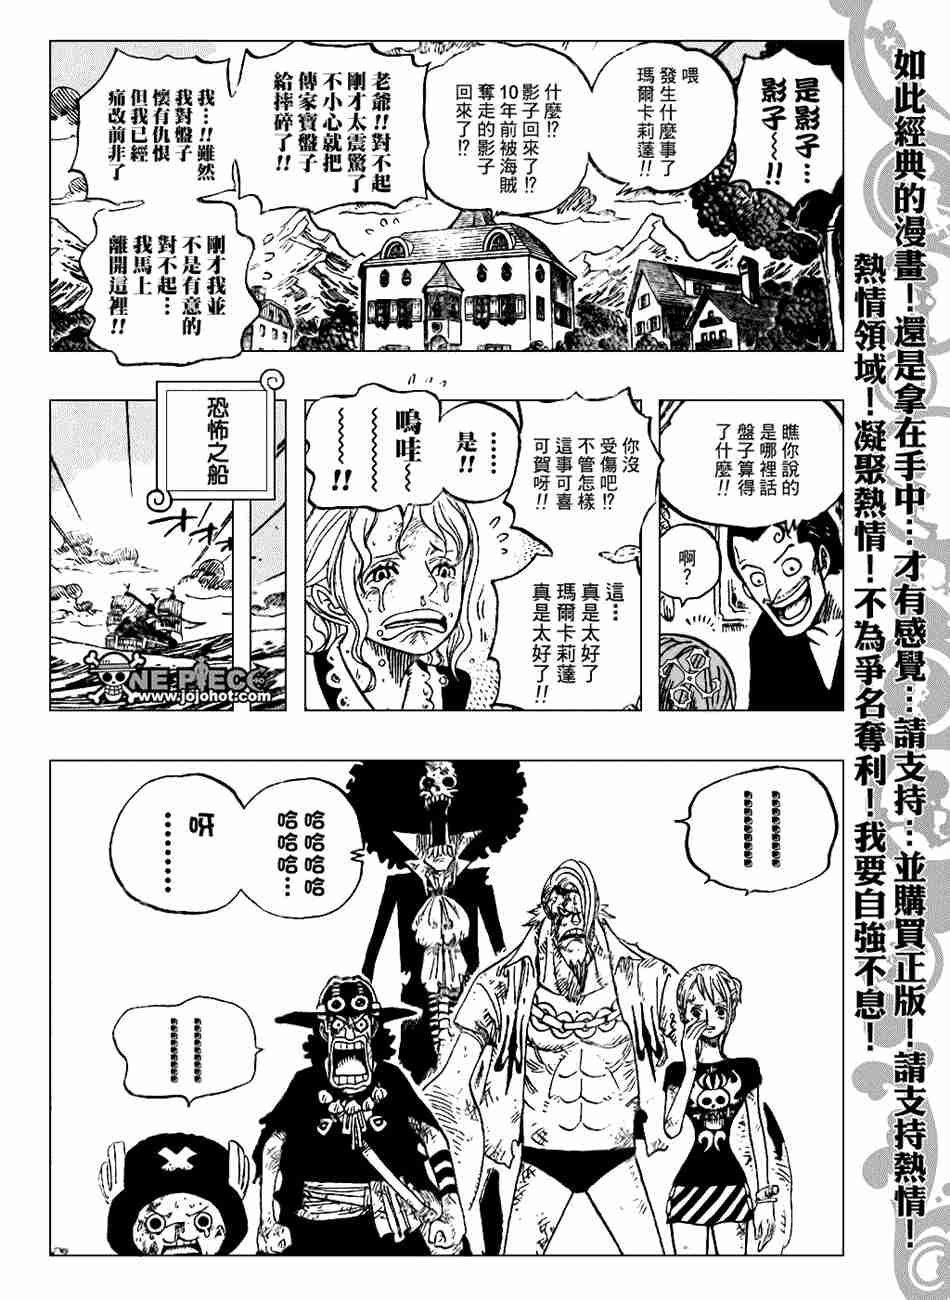 如此經典的漫畫！還是拿在手中…才有感覺…請支持…並購買正版！請支持熱情！
熱情領域！凝聚熱情！不為爭名奪利！我要自強不息！
是影子…
影子～!!
喂
發生什麼事了
瑪爾卡莉蓬!!
什麼!?
影子回來了!?
10年前被海賊
奪走的影子
回來了!?
老爺!!對不起
剛才太震驚了
不小心就把
傳家寶盤子
給摔碎了!!
我…!!雖然
我對盤子
懷有仇恨
但我已經
痛改前非了
剛才我並
不是有意的
對不起…
我馬上
離開這裡!!
瞧你說的
是哪裡話
盤子算得
了什麼!!
啊?
你沒
受傷吧!?
不管怎樣
這事可喜
可賀呀!!
這…
真是太好了
瑪爾卡莉蓬
真是太好了!!
是!!
嗚哇~
~~~~!!
~~~~!!
恐怖之船
ONE PIECE
www.jojohot.com
!!!!!!!!
!!!!!!!!
哈哈哈哈
哈哈哈…
呀
………
!!!!!!!!
!!!!!!!!